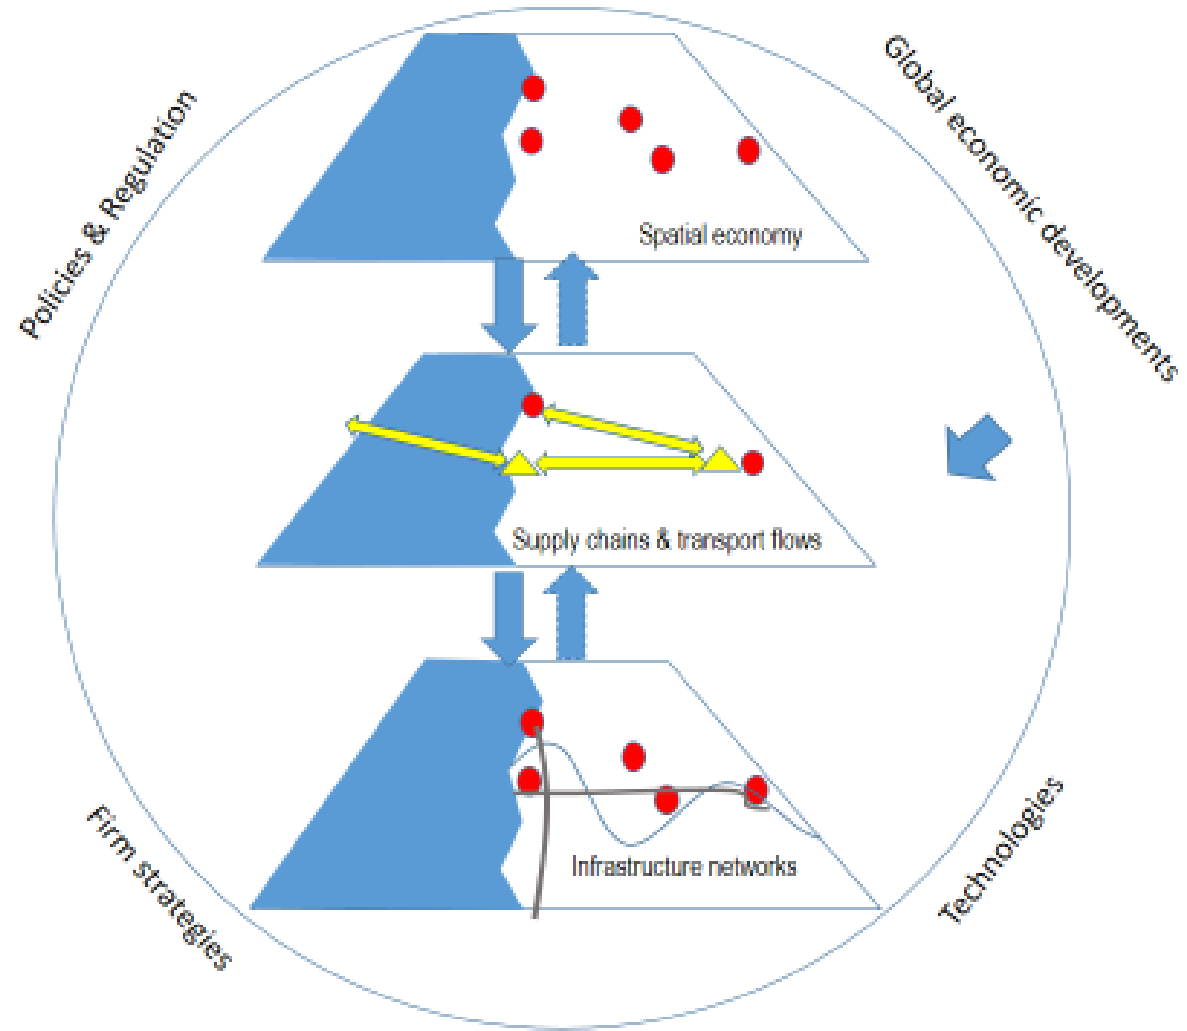 Policies & Regulation
Global economic developments
Spatial economy
Supply chains & transport flows
Infrastructure networks
Firm strategies
Technologies